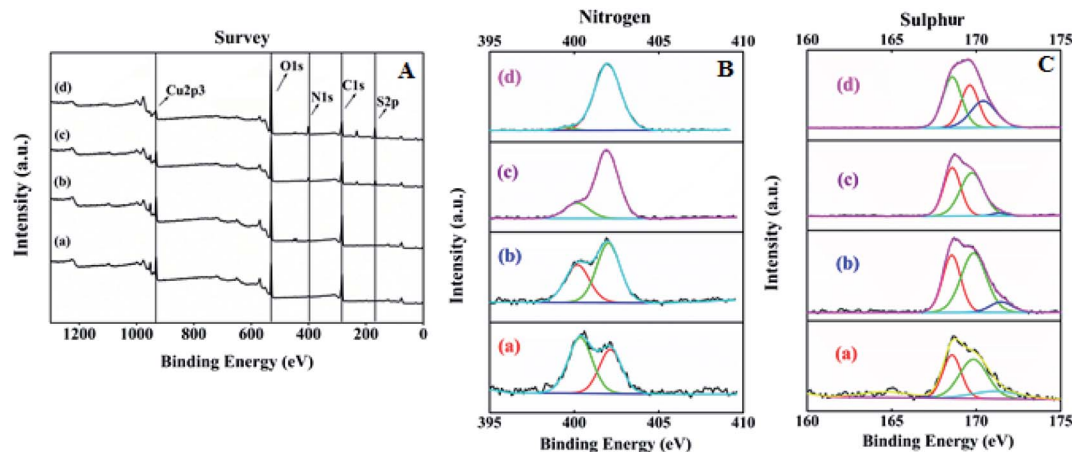 Survey
A
O1s
N1s
C1s
S2p
Cu2p3
(d)
(c)
(b)
(a)
Intensity (a.u.)
1200 1000 800 600 400 200 0
Binding Energy (eV)
Nitrogen
395 400 405 410
B
(d)
(c)
(b)
(a)
Intensity (a.u.)
395 400 405 410
Binding Energy (eV)
Sulphur
160 165 170 175
C
(d)
(c)
(b)
(a)
Intensity (a.u.)
160 165 170 175
Binding Energy (eV)